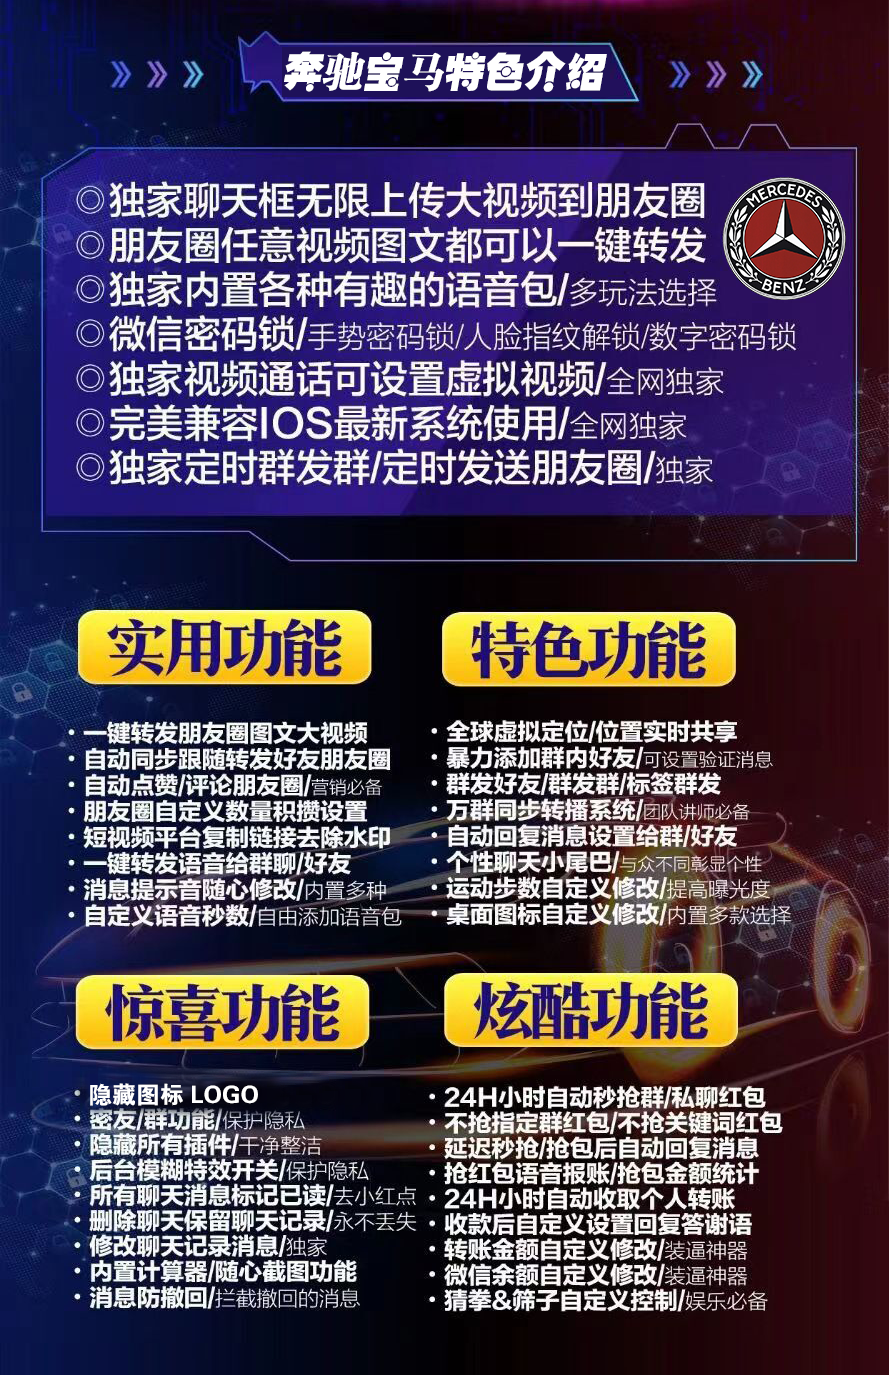 奔驰宝马特色介绍
◎独家聊天框无限上传大视频到朋友圈
◎朋友圈任意视频图文都可以一键转发
◎独家内置各种有趣的语音包/多玩法选择
◎微信密码锁/手势密码锁/人脸指纹解锁/数字密码锁
◎独家视频通话可设置虚拟视频/全网独家
◎完美兼容IOS最新系统使用/全网独家
◎独家定时群发群/定时发送朋友圈/独家
MERCEDES
BENZ
实用功能
·一键转发朋友圈图文大视频
·自动同步跟随转发好友朋友圈
·自动点赞/评论朋友圈/营销必备
·朋友圈自定义数量积攒设置
·短视频平台复制链接去除水印
·一键转发语音给群聊/好友
·消息提示音随心修改/内置多种
·自定义语音秒数/自由添加语音包
特色功能
·全球虚拟定位/位置实时共享
·暴力添加群内好友/可设置验证消息
·群发好友/群发群/标签群发
·万群同步转播系统/团队讲师必备
·自动回复消息设置给群/好友
·个性聊天小尾巴/与众不同彰显个性
·运动步数自定义修改/提高曝光度
·桌面图标自定义修改/内置多款选择
惊喜功能
·隐藏图标 LOGO
·密友/群功能/保护隐私
·隐藏所有插件/干净整洁
·后台模糊特效开关/保护隐私
·所有聊天消息标记已读/去小红点
·删除聊天保留聊天记录/永不丢失
·修改聊天记录消息/独家
·内置计算器/随心截图功能
·消息防撤回/拦截撤回的消息
炫酷功能
·24H小时自动秒抢群/私聊红包
·不抢指定群红包/不抢关键词红包
·延迟秒抢/抢包后自动回复消息
·抢红包语音报账/抢包金额统计
·24H小时自动收取个人转账
·收款后自定义设置回复答谢语
·转账金额自定义修改/装逼神器
·微信余额自定义修改/装逼神器
·猜拳&筛子自定义控制/娱乐必备